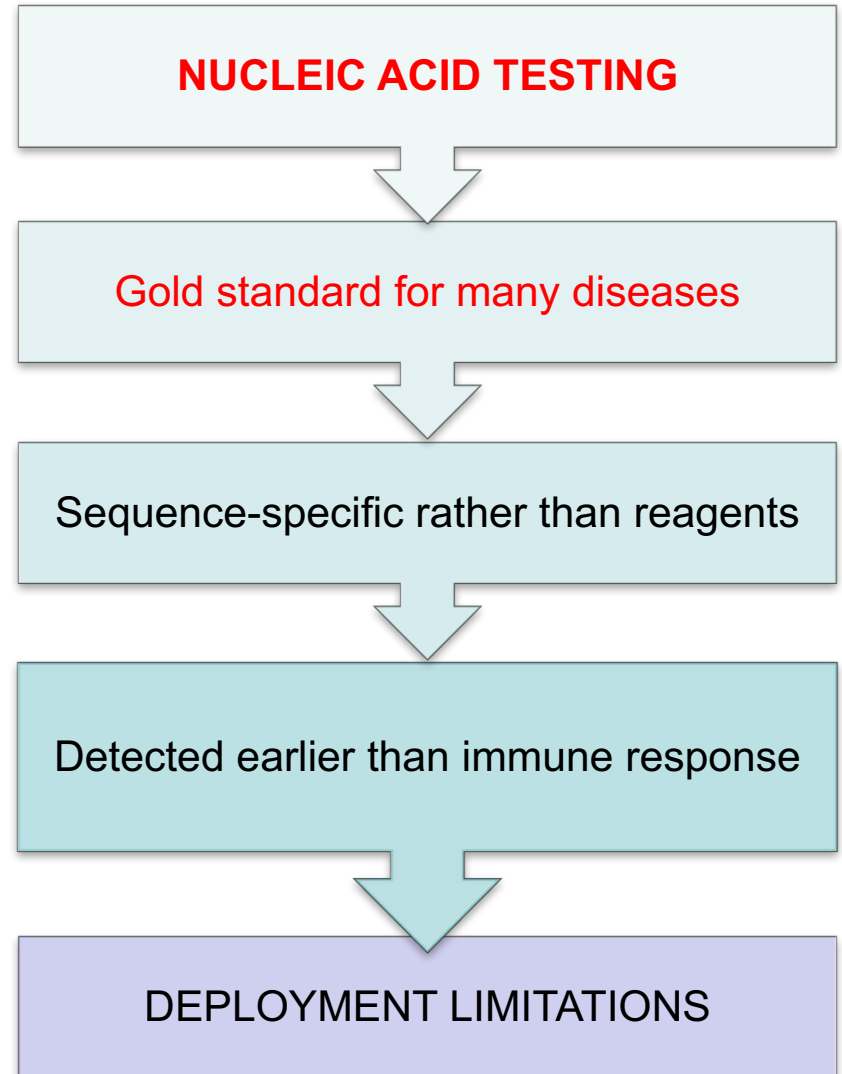 NUCLEIC ACID TESTING
Gold standard for many diseases
Sequence-specific rather than reagents
Detected earlier than immune response
DEPLOYMENT LIMITATIONS